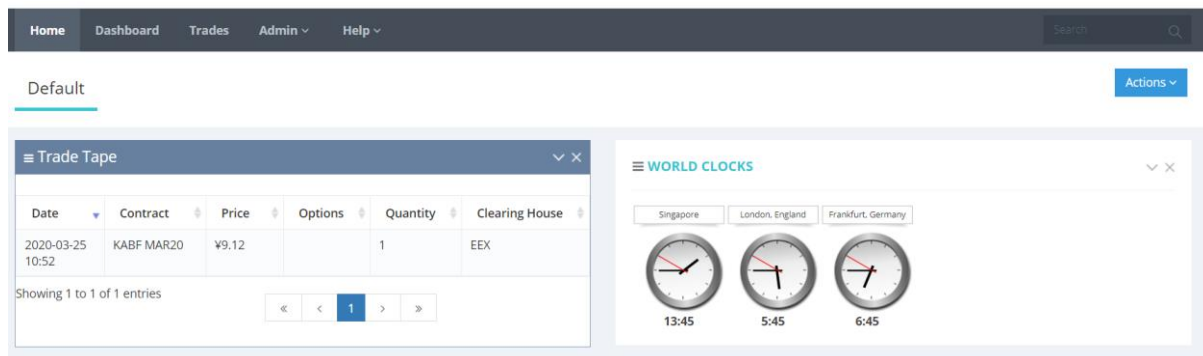 Home Dashboard Trades Admin Help Search
Default
Actions
Trade Tape
Date Contract Price Options Quantity Clearing House
2020-03-25 KABF MAR20 ¥9.12 1 EEX
10:52
Showing 1 to 1 of 1 entries
« < 1 > »
WORLD CLOCKS
Singapore London, England Frankfurt, Germany
13:45 5:45 6:45